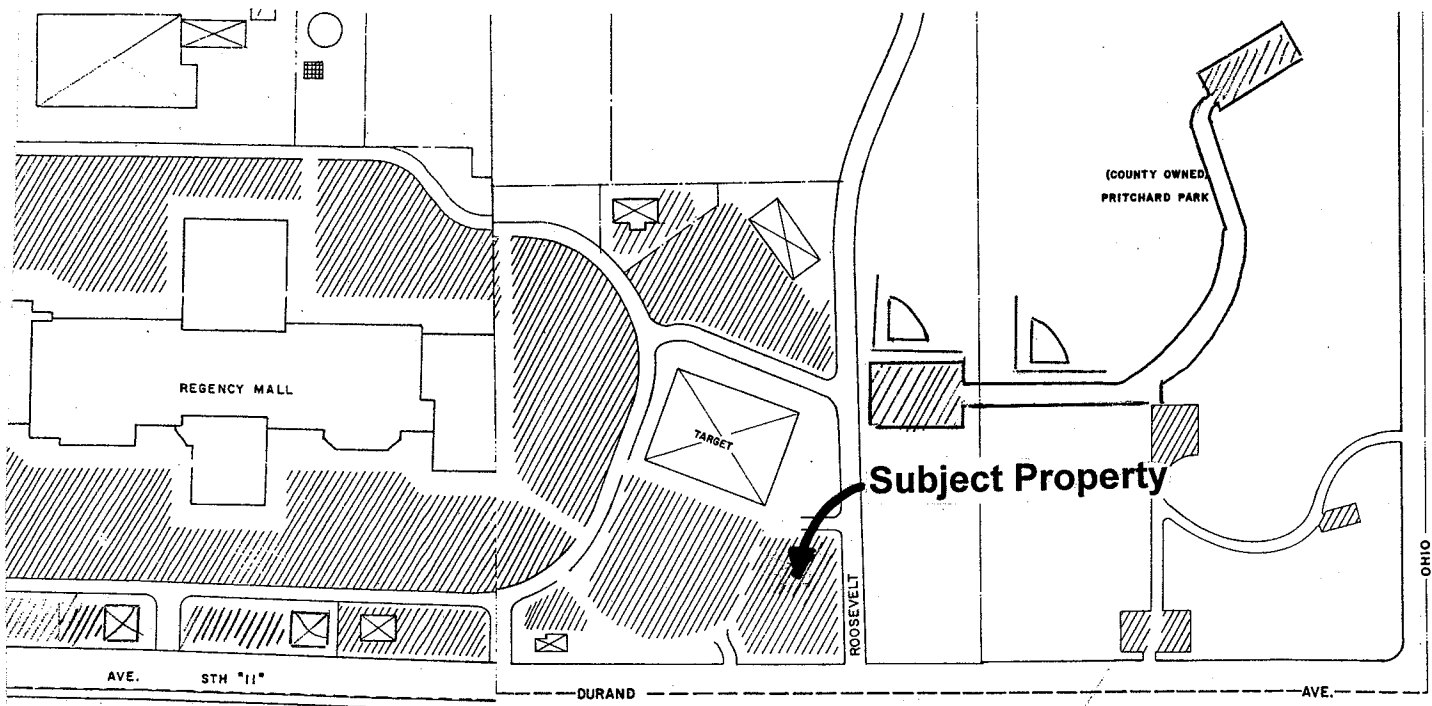 (COUNTY OWNED)
PRITCHARD PARK
REGENCY MALL
TARGET
Subject Property
ROOSEVELT
OHIO
AVE. STH "11"
DURAND AVE.